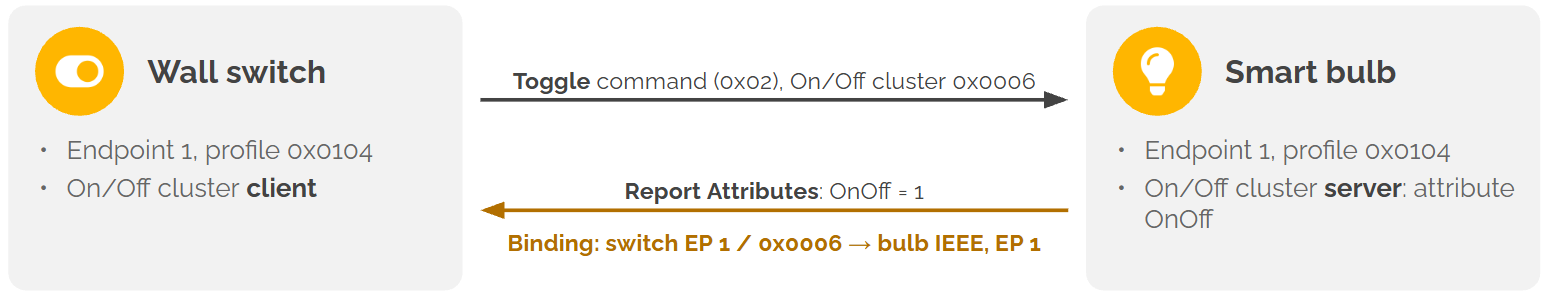 Wall switch
• Endpoint 1, profile 0x0104
• On/Off cluster client
Toggle command (0x02), On/Off cluster 0x0006
Report Attributes: OnOff = 1
Binding: switch EP 1 / 0x0006 → bulb IEEE, EP 1
Smart bulb
• Endpoint 1, profile 0x0104
• On/Off cluster server: attribute
OnOff